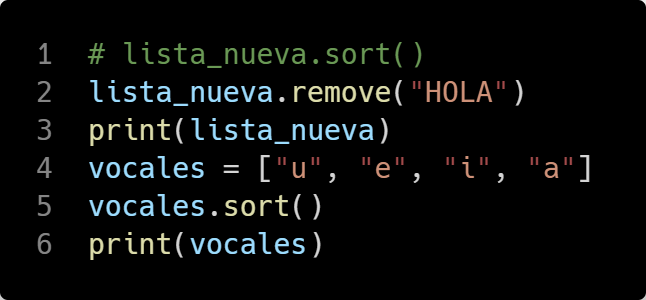 1 # lista_nueva.sort()
2 lista_nueva.remove("HOLA")
3 print(lista_nueva)
4 vocales = ["u", "e", "i", "a"]
5 vocales.sort()
6 print(vocales)